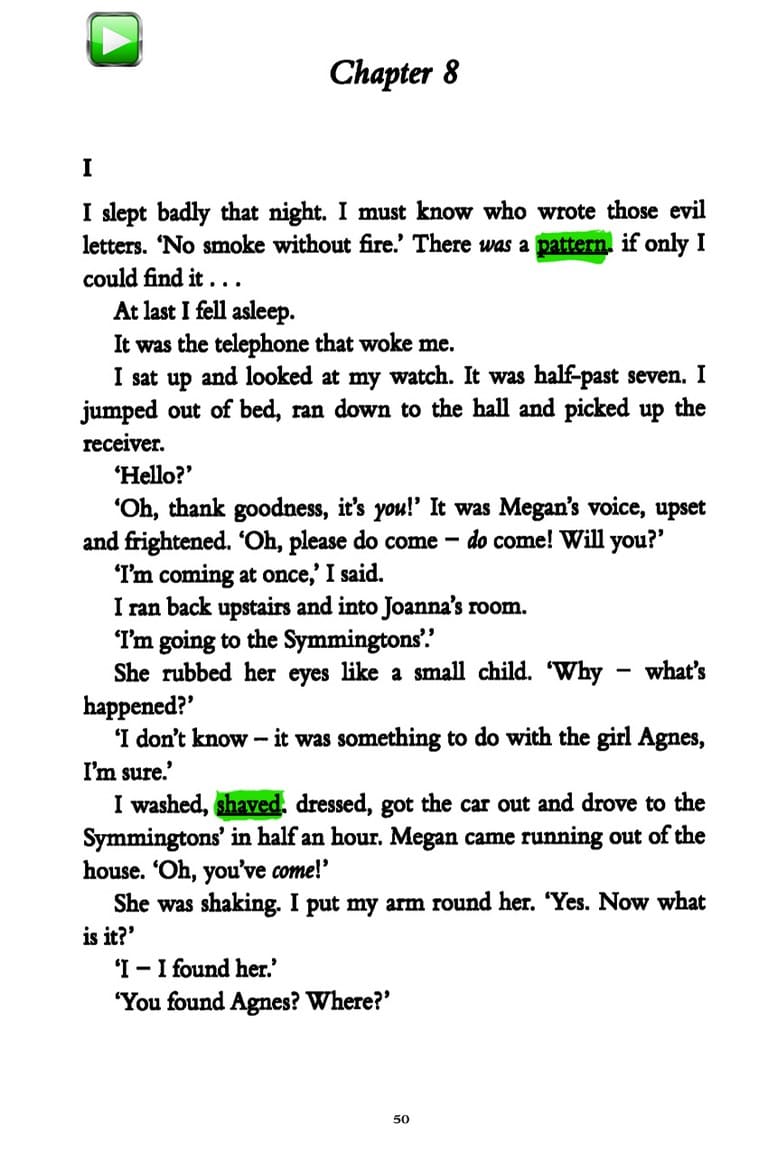 Chapter 8
I
I slept badly that night. I must know who wrote those evil
letters. ‘No smoke without fire.’ There was a pattern, if only I
could find it . . .
At last I fell asleep.
It was the telephone that woke me.
I sat up and looked at my watch. It was half-past seven. I
jumped out of bed, ran down to the hall and picked up the
receiver.
‘Hello?’
‘Oh, thank goodness, it’s you!’ It was Megan’s voice, upset
and frightened. ‘Oh, please do come – do come! Will you?’
‘I’m coming at once,’ I said.
I ran back upstairs and into Joanna’s room.
‘I’m going to the Symmingtons’.’
She rubbed her eyes like a small child. ‘Why – what’s
happened?’
‘I don’t know – it was something to do with the girl Agnes,
I’m sure.’
I washed, shaved, dressed, got the car out and drove to the
Symmingtons’ in half an hour. Megan came running out of the
house. ‘Oh, you’ve come!’
She was shaking. I put my arm round her. ‘Yes. Now what
is it?’
‘I – I found her.’
‘You found Agnes? Where?’
50